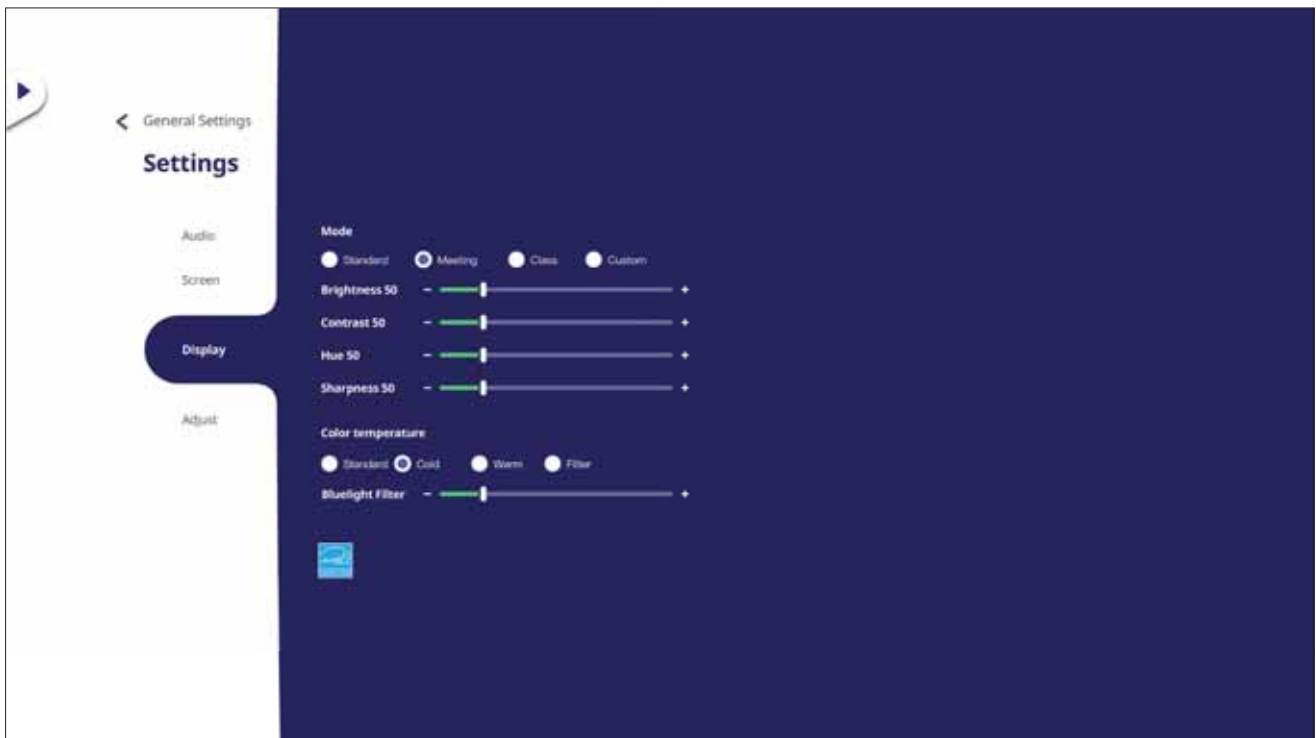 General Settings
Settings
Audio
Screen
Display
Adjust
Mode
Standard Meeting Class Custom
Brightness 50 - +
Contrast 50 - +
Hue 50 - +
Sharpness 50 - +
Color temperature
Standard Cold Warm Filter
Bluelight Filter - +